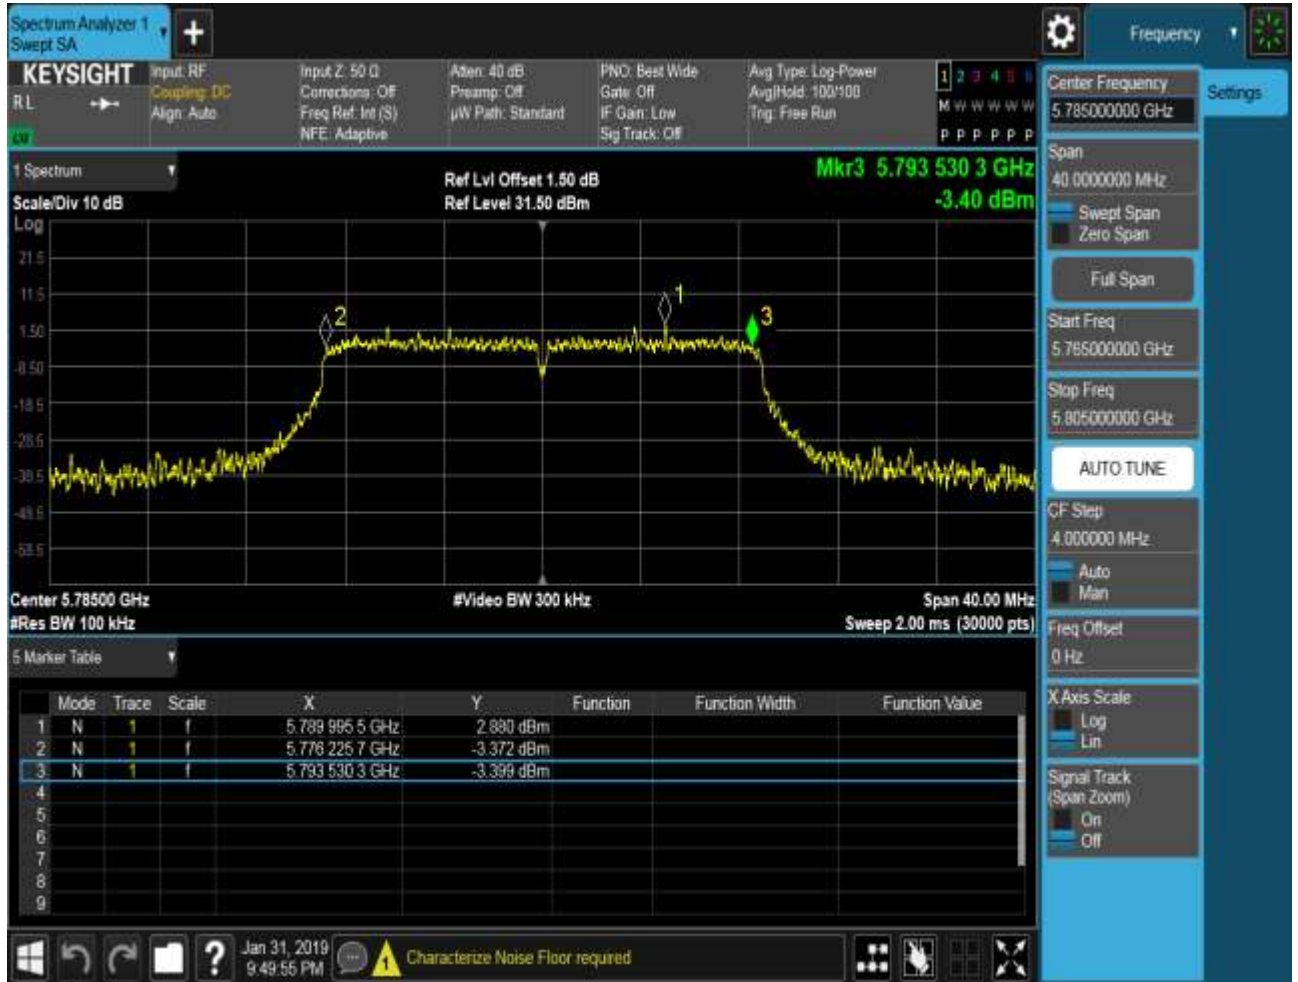 Spectrum Analyzer 1
Swept SA
Frequency
KEYSIGHT
RL
Input: RF
Coupling: DC
Align: Auto
Input Z: 50 Ω
Corrections: Off
Freq Ref: Int (S)
NFE: Adaptive
Atten: 40 dB
Preamp: Off
µW Path: Standard
PNO: Best Wide
Gate: Off
IF Gain: Low
Sig Track: Off
Avg Type: Log-Power
Avg|Hold: 100/100
Trig: Free Run
1 2 3 4 5 6
M W W W W W
P P P P P P
1 Spectrum
Scale/Div 10 dB
Ref Lvl Offset 1.50 dB
Ref Level 31.50 dBm
Mkr3 5.793 530 3 GHz
-3.40 dBm
Log
21.5
11.5
1.50
-8.50
-18.5
-28.5
-38.5
-48.5
-58.5
1
2
3
Center 5.78500 GHz
#Video BW 300 kHz
Span 40.00 MHz
#Res BW 100 kHz
Sweep 2.00 ms (30000 pts)
5 Marker Table
Mode Trace Scale X Y Function Function Width Function Value
1 N 1 f 5.789 995 5 GHz 2.880 dBm
2 N 1 f 5.776 225 7 GHz -3.372 dBm
3 N 1 f 5.793 530 3 GHz -3.399 dBm
4
5
6
7
8
9
Jan 31, 2019
9:49:55 PM
1
Characterize Noise Floor required
Settings
Center Frequency
5.785000000 GHz
Span
40.0000000 MHz
Swept Span
Zero Span
Full Span
Start Freq
5.765000000 GHz
Stop Freq
5.805000000 GHz
AUTO TUNE
CF Step
4.000000 MHz
Auto
Man
Freq Offset
0 Hz
X Axis Scale
Log
Lin
Signal Track
(Span Zoom)
On
Off